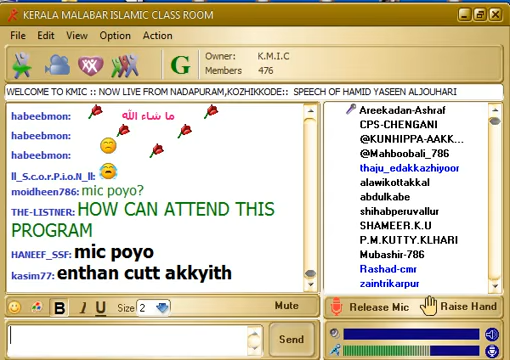 KERALA MALABAR ISLAMIC CLASS ROOM
File Edit View Option Action
G Owner: K.M.I.C
Members 476
WELCOME TO KMIC :: NOW LIVE FROM NADAPURAM,KOZHIKKODE:: SPEECH OF HAMID YASEEN ALJOUHARI
habeebmon: ما شاء الله
habeebmon:
habeebmon:
ll_S_c_o_r_P_i_o_N_ll:
moidheen786: mic poyo?
THE-LISTNER: HOW CAN ATTEND THIS
PROGRAM
HANEEF_SSF: mic poyo
kasim77: enthan cutt akkyith
Areekadan-Ashraf
CPS-CHENGANI
@KUNHIPPA-AAKK...
@Mahboobali_786
thaju_edakkazhiyoor
alawikottakkal
abdulkabe
shihabperuvallur
SHAMEER.K.U
P.M.KUTTY.KLHARI
Mubashir-786
Rashad-cmr
zaintrikarpur
B I U Size 2 Mute
Release Mic Raise Hand
Send